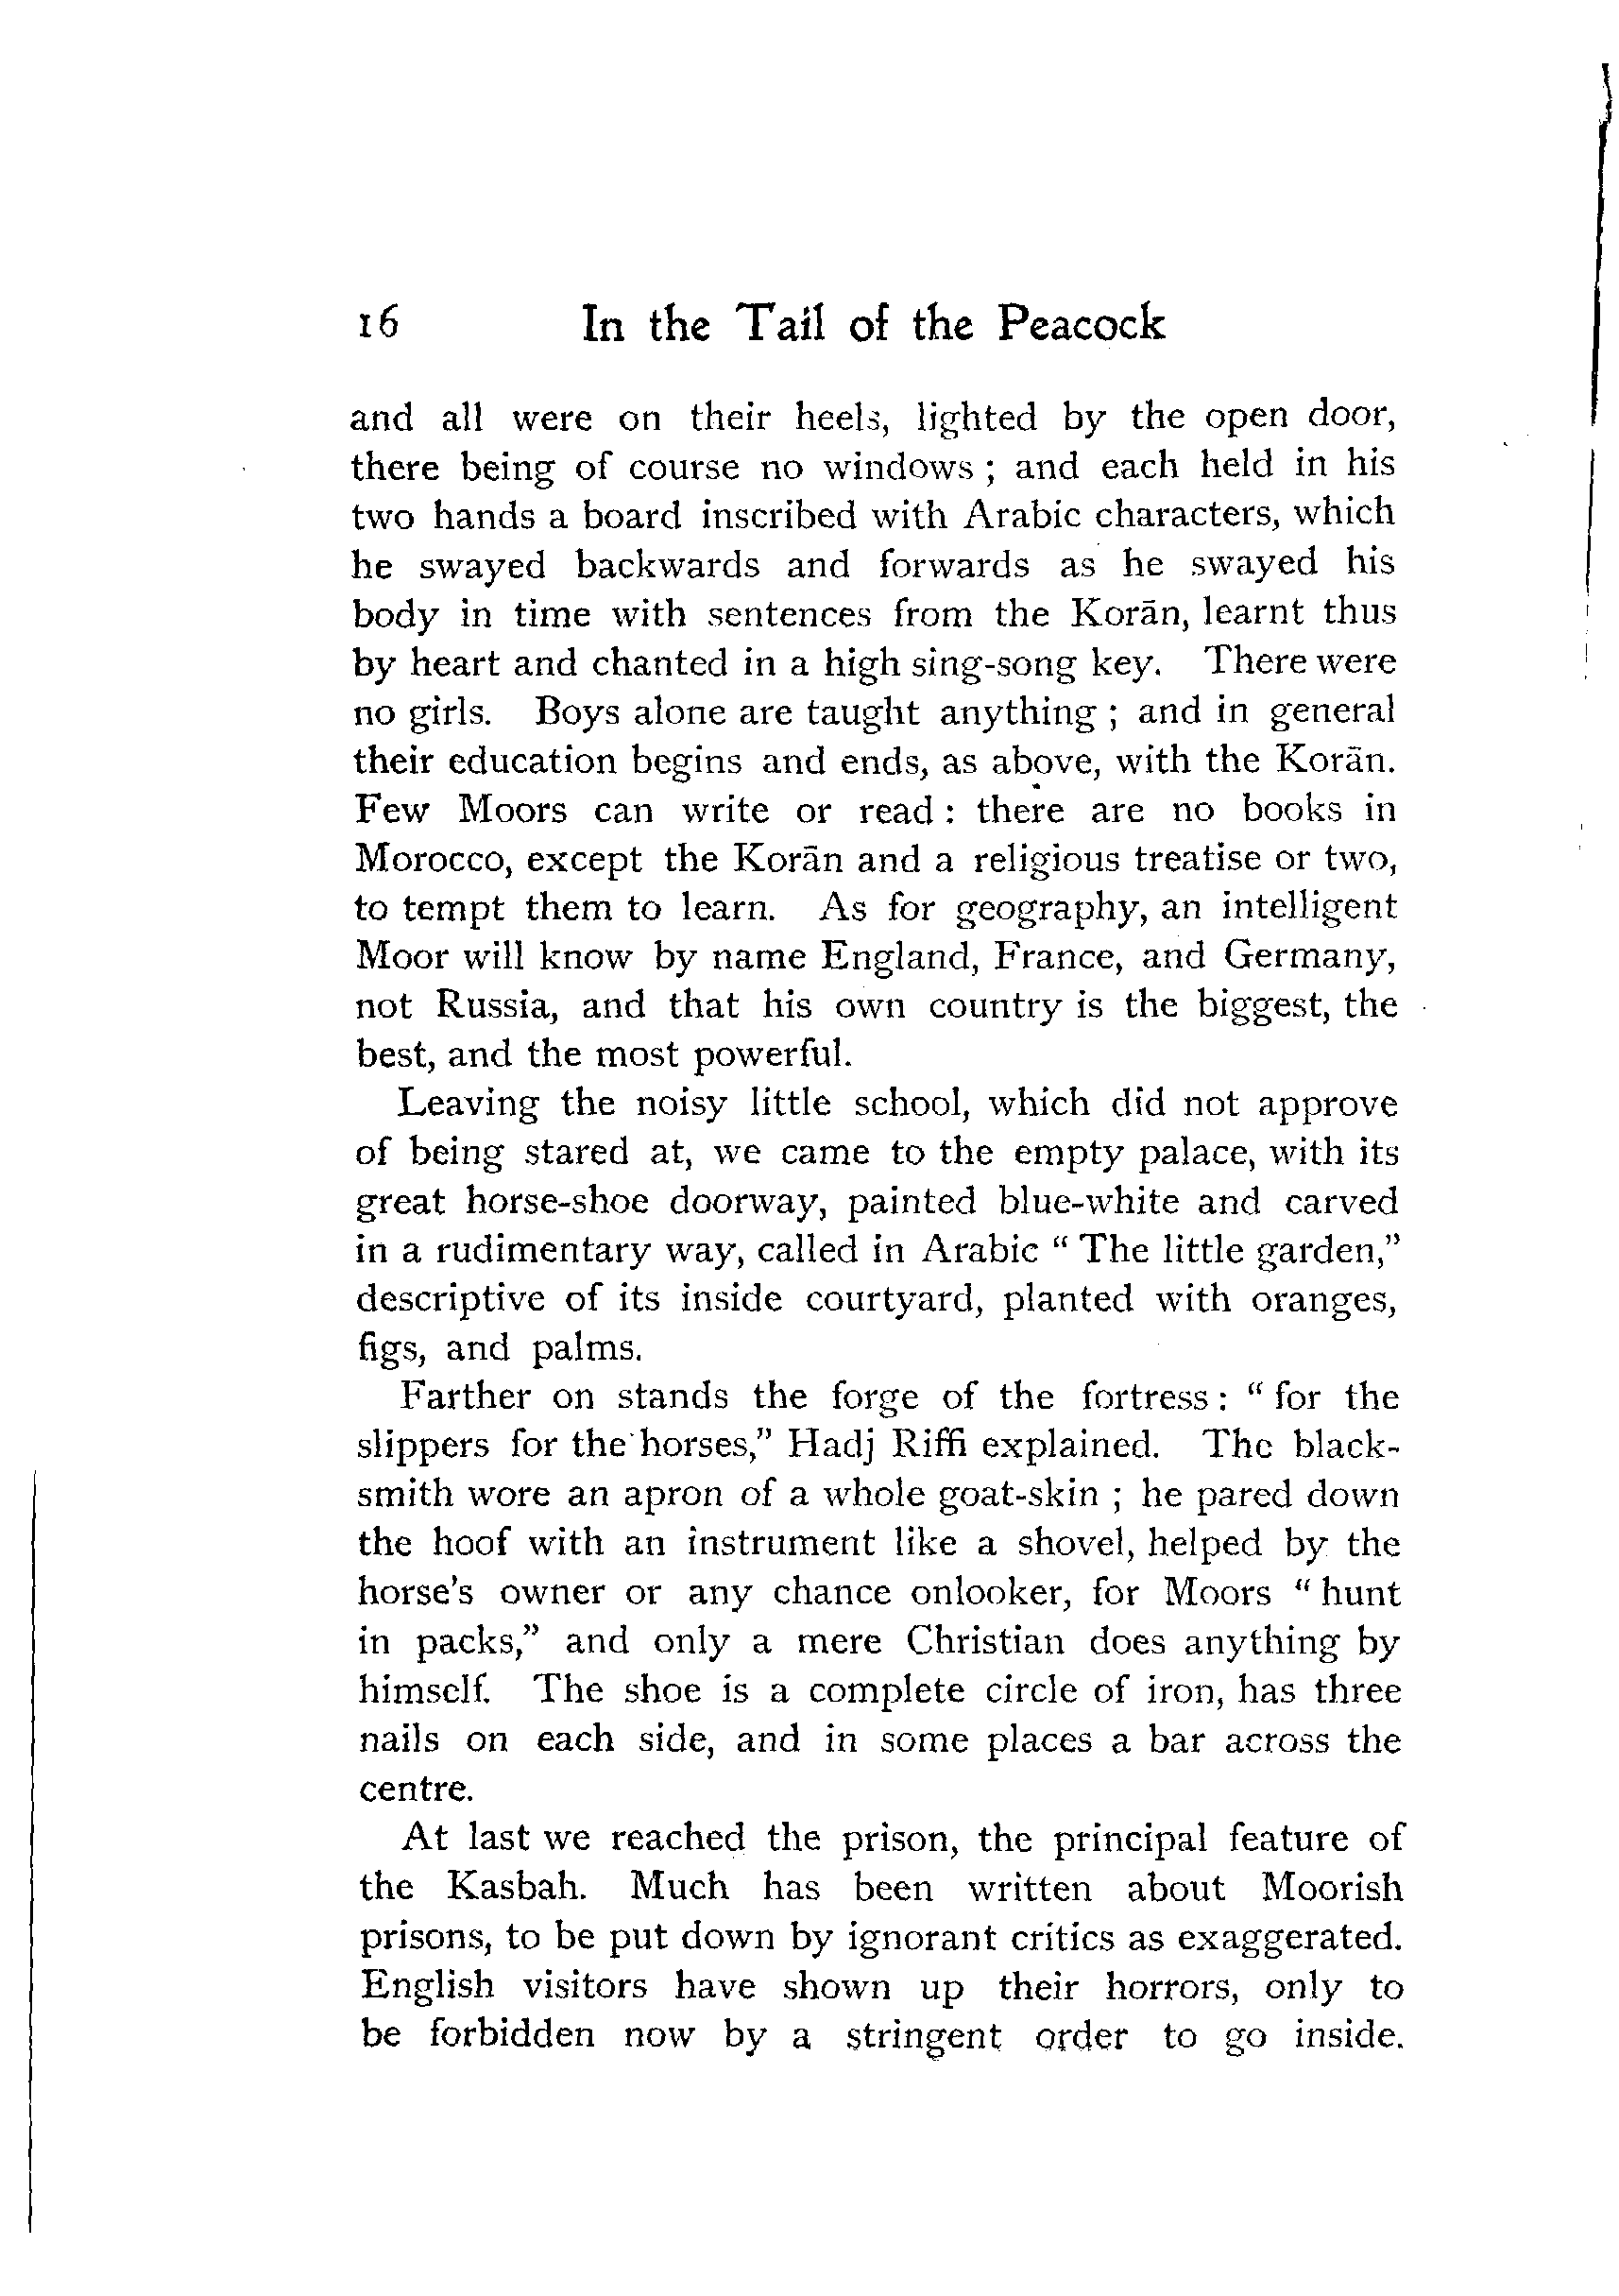 16 In the Tail of the Peacock
and all were on their heels, lighted by the open door,
there being of course no windows ; and each held in his
two hands a board inscribed with Arabic characters, which
he swayed backwards and forwards as he swayed his
body in time with sentences from the Korān, learnt thus
by heart and chanted in a high sing-song key. There were
no girls. Boys alone are taught anything ; and in general
their education begins and ends, as above, with the Korān.
Few Moors can write or read : there are no books in
Morocco, except the Korān and a religious treatise or two,
to tempt them to learn. As for geography, an intelligent
Moor will know by name England, France, and Germany,
not Russia, and that his own country is the biggest, the
best, and the most powerful.
Leaving the noisy little school, which did not approve
of being stared at, we came to the empty palace, with its
great horse-shoe doorway, painted blue-white and carved
in a rudimentary way, called in Arabic “ The little garden,”
descriptive of its inside courtyard, planted with oranges,
figs, and palms.
Farther on stands the forge of the fortress : “ for the
slippers for the horses,” Hadj Riffi explained. The black-
smith wore an apron of a whole goat-skin ; he pared down
the hoof with an instrument like a shovel, helped by the
horse’s owner or any chance onlooker, for Moors “ hunt
in packs,” and only a mere Christian does anything by
himself. The shoe is a complete circle of iron, has three
nails on each side, and in some places a bar across the
centre.
At last we reached the prison, the principal feature of
the Kasbah. Much has been written about Moorish
prisons, to be put down by ignorant critics as exaggerated.
English visitors have shown up their horrors, only to
be forbidden now by a stringent order to go inside.